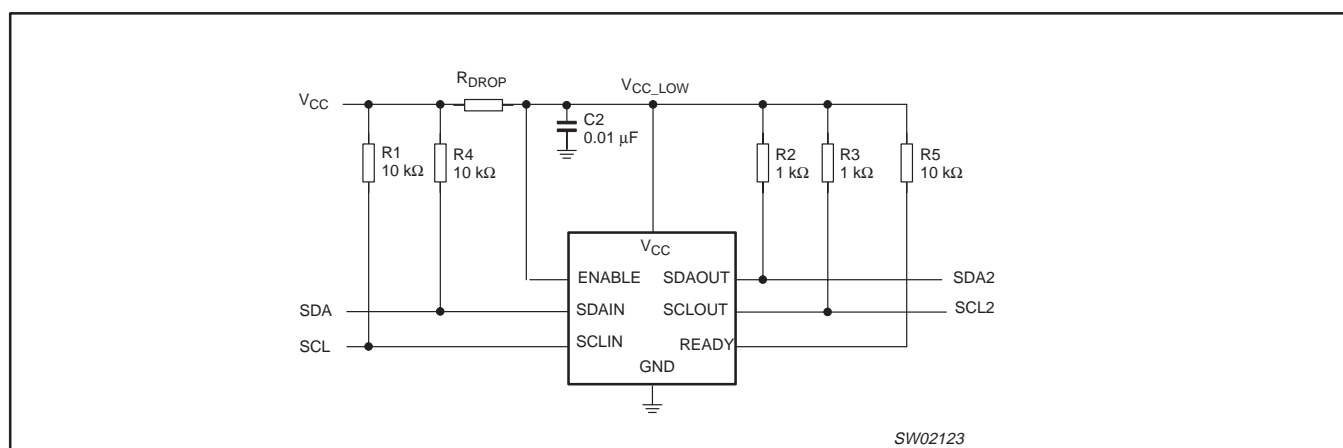 R_DROP
V_CC
V_CC_LOW
C2
0.01 μF
R1
10 kΩ
R4
10 kΩ
R2
1 kΩ
R3
1 kΩ
R5
10 kΩ
V_CC
ENABLE
SDAOUT
SDA2
SDA
SDAIN
SCLOUT
SCL2
SCL
SCLIN
READY
GND
SW02123